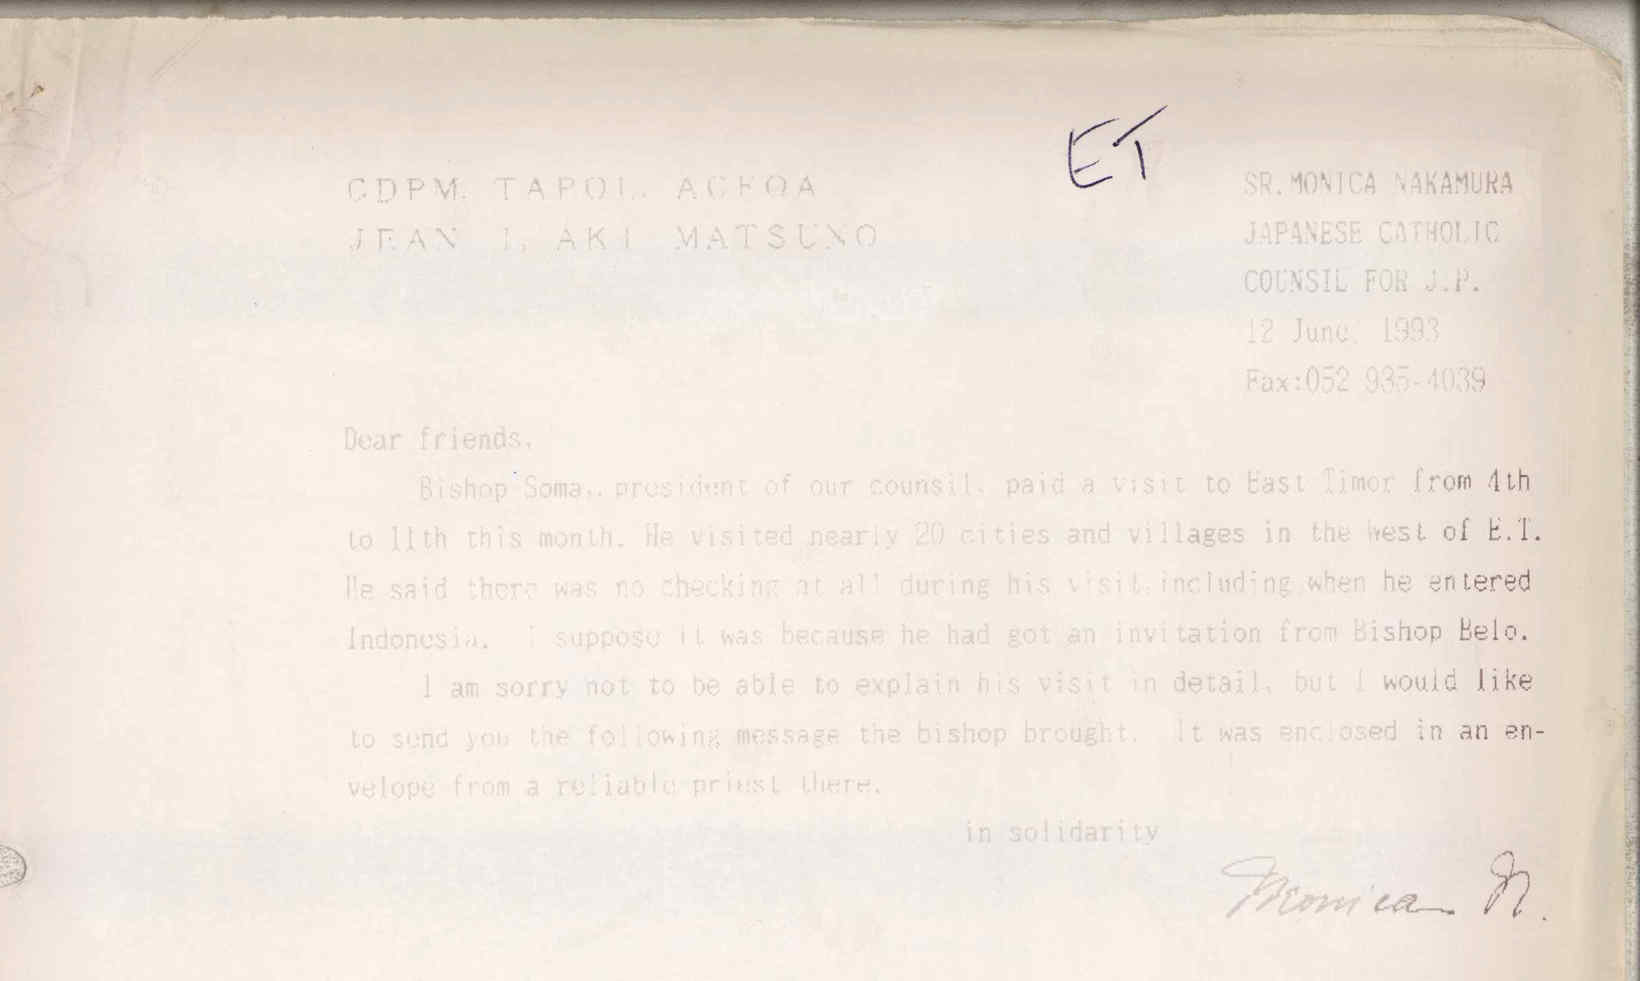 ET
CDPM. TAPOL. ACFOA
JEAN I, AKI MATSUNO
SR. MONICA NAKAMURA
JAPANESE CATHOLIC
COUNSIL FOR J.P.
12 June, 1993
Fax:052 935-4039
Dear friends,
Bishop Soma, president of our counsil, paid a visit to East Timor from 4th
to 11th this month. He visited nearly 20 cities and villages in the west of E.T.
He said there was no checking at all during his visit, including when he entered
Indonesia. I suppose it was because he had got an invitation from Bishop Belo.
I am sorry not to be able to explain his visit in detail, but I would like
to send you the following message the bishop brought. It was enclosed in an en-
velope from a reliable priest there.
in solidarity
Monica N.